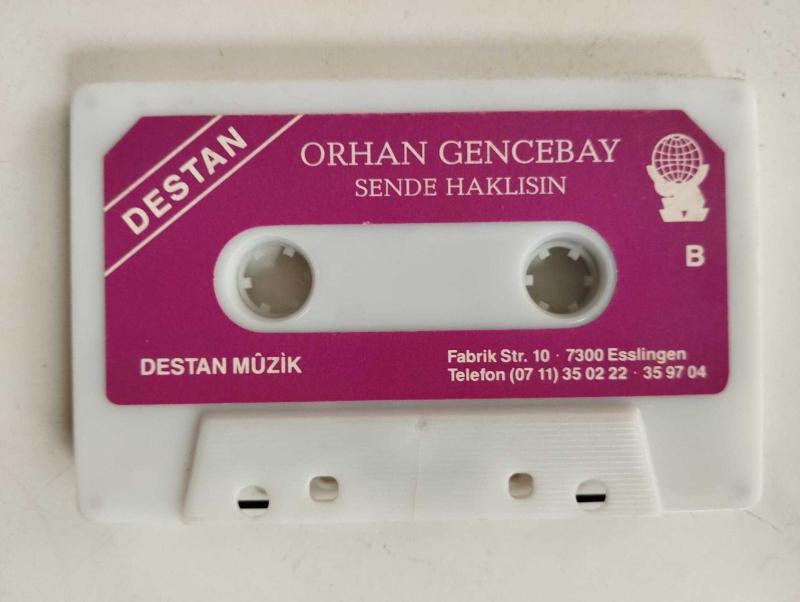 DESTAN
ORHAN GENCEBAY
SENDE HAKLISIN
B
DESTAN MÛZİK
Fabrik Str. 10 · 7300 Esslingen
Telefon (07 11) 35 02 22 · 35 97 04